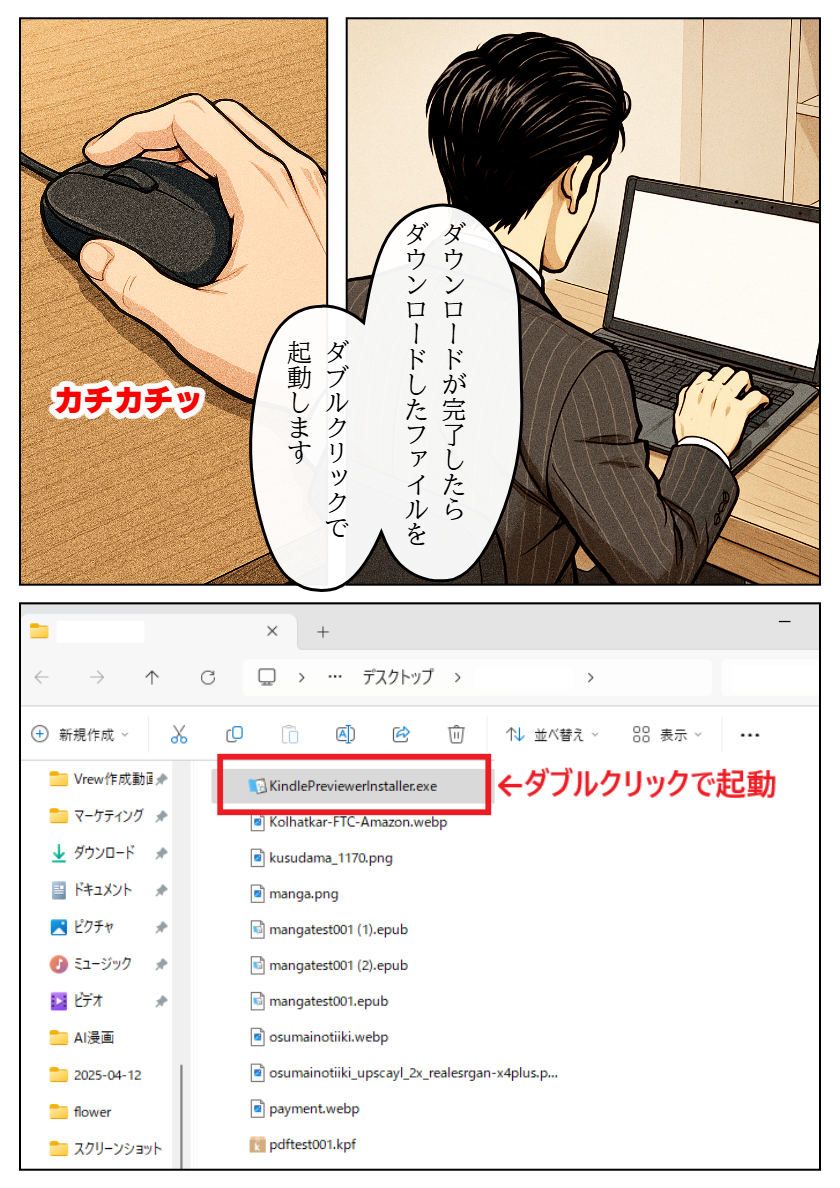 ダウンロードが完了したら
ダウンロードしたファイルを
ダブルクリックで
起動します
カチカチッ
デスクトップ
新規作成
並べ替え
表示
Vrew作成動画
マーケティング
ダウンロード
ドキュメント
ピクチャ
ミュージック
ビデオ
AI漫画
2025-04-12
flower
スクリーンショット
KindlePreviewerInstaller.exe
←ダブルクリックで起動
Kolhatkar-FTC-Amazon.webp
kusudama_1170.png
manga.png
mangatest001 (1).epub
mangatest001 (2).epub
mangatest001.epub
osumainotiiki.webp
osumainotiiki_upscayl_2x_realesrgan-x4plus.p...
payment.webp
pdftest001.kpf